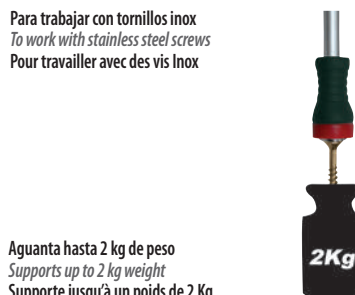 Para trabajar con tornillos inox
To work with stainless steel screws
Pour travailler avec des vis Inox
2Kg
Aguanta hasta 2 kg de peso
Supports up to 2 kg weight
Supporte jusqu'à un poids de 2 Kg